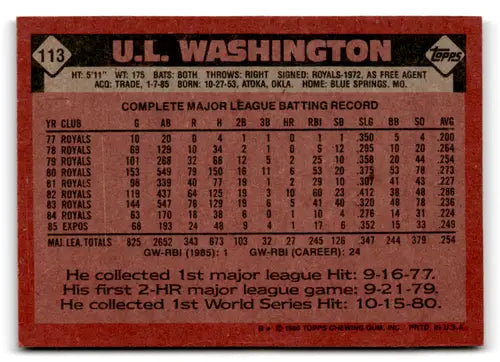 113 U.L. WASHINGTON Topps
HT: 5'11" WT: 175 BATS: BOTH THROWS: RIGHT SIGNED: ROYALS-1972, AS FREE AGENT
ACQ: TRADE, 1-7-85 BORN: 10-27-53, ATOKA, OKLA. HOME: BLUE SPRINGS, MO.
COMPLETE MAJOR LEAGUE BATTING RECORD
YR CLUB G AB R H 2B 3B HR RBI SB SLG BB SO AVG
77 ROYALS 10 20 0 4 1 1 0 1 1 .350 5 4 .200
78 ROYALS 69 129 10 34 2 1 0 9 12 .295 10 20 .264
79 ROYALS 101 268 32 68 12 5 2 25 10 .358 20 44 .254
80 ROYALS 153 549 79 150 16 11 6 53 20 .375 53 78 .273
81 ROYALS 96 339 40 77 19 1 2 29 10 .307 41 43 .227
82 ROYALS 119 437 64 125 19 3 10 60 23 .412 38 48 .286
83 ROYALS 144 547 76 129 19 6 5 41 40 .320 48 78 .236
84 ROYALS 63 170 18 38 6 0 1 10 4 .276 14 31 .224
85 EXPOS 68 193 24 48 9 4 1 17 6 .352 15 33 .249
MAJ. LEA. TOTALS 825 2652 343 673 103 32 27 245 126 .347 244 379 .254
GW-RBI (1985): 1 GW-RBI (CAREER): 24
He collected 1st major league Hit: 9-16-77.
His first 2-HR major league game: 9-21-79.
He collected 1st World Series Hit: 10-15-80.
© 1986 TOPPS CHEWING GUM, INC. PRTD. IN U.S.A.